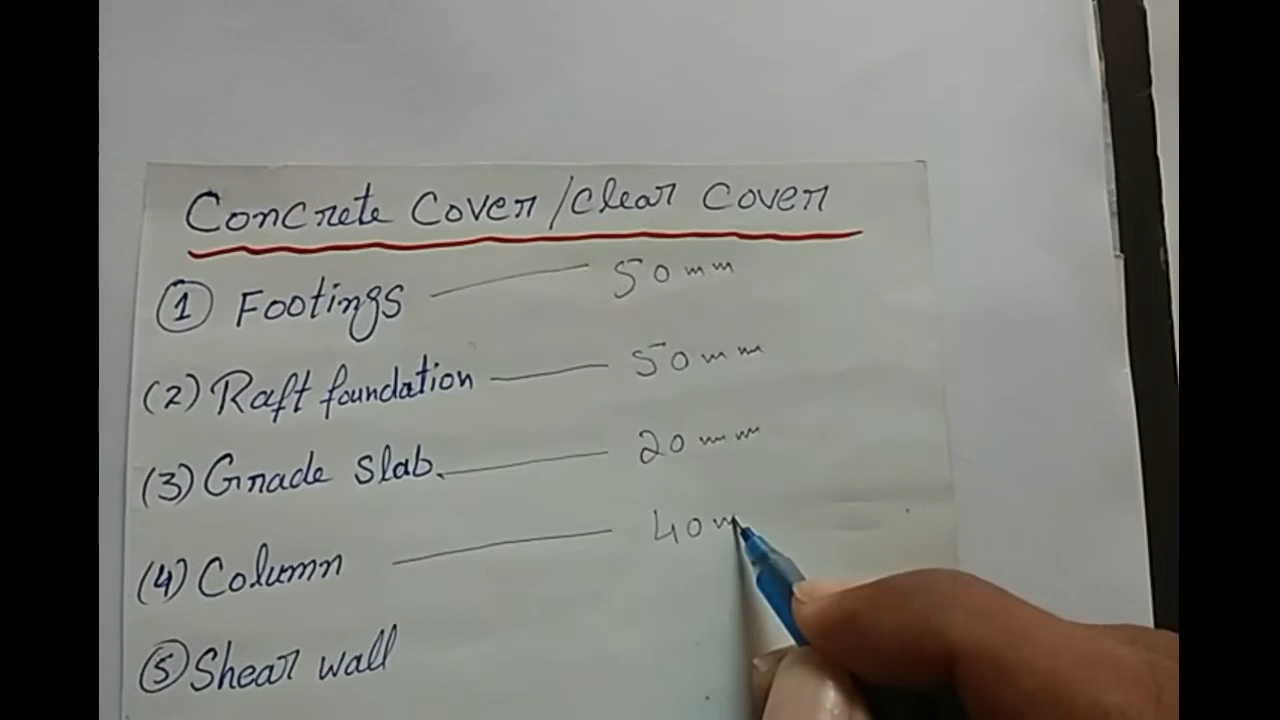 Concrete Cover/Clear Cover
1 Footings 50mm
(2) Raft foundation 50mm
(3) Grade slab. 20mm
(4) Column 40m
5 Shear wall